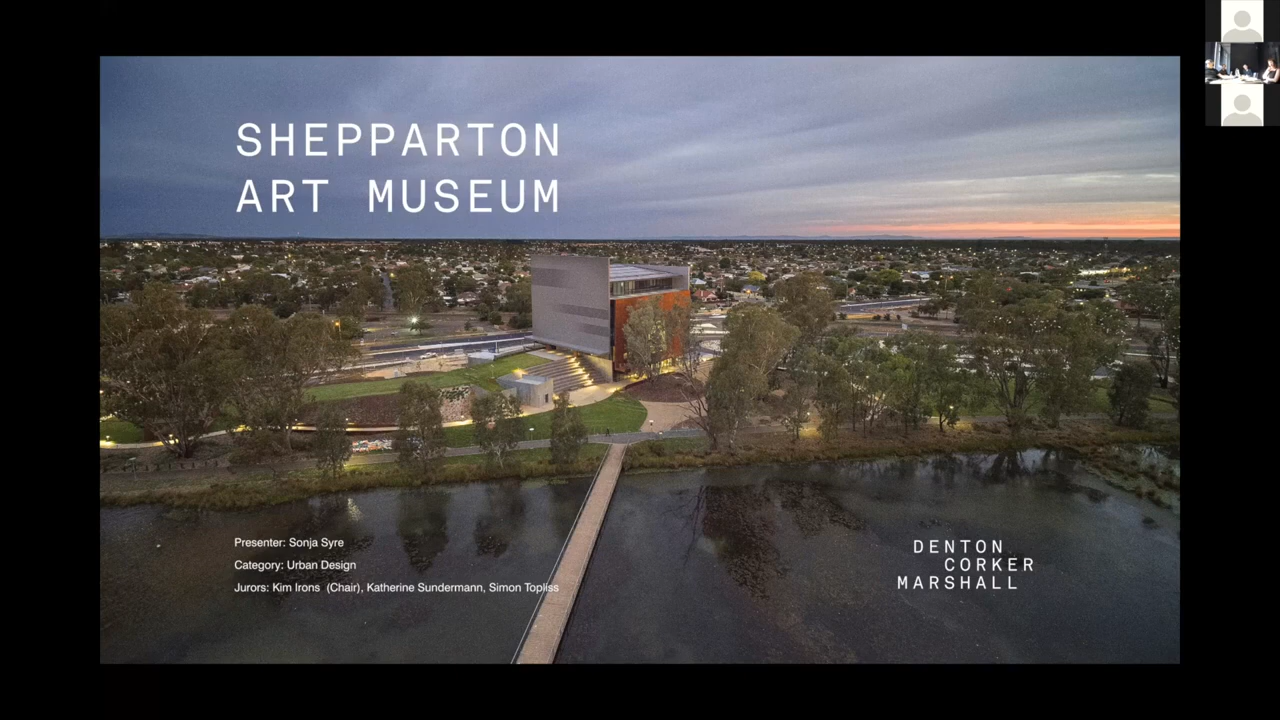 SHEPPARTON
ART MUSEUM
Presenter: Sonja Syre
Category: Urban Design
Jurors: Kim Irons (Chair), Katherine Sundermann, Simon Topliss
DENTON
CORKER
MARSHALL